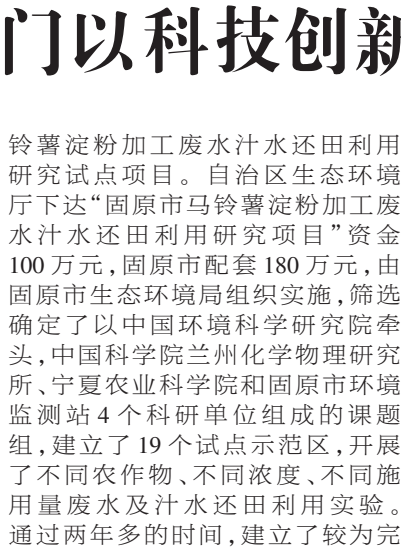 门以科技创新
铃薯淀粉加工废水汁水还田利用
研究试点项目。自治区生态环境
厅下达“固原市马铃薯淀粉加工废
水汁水还田利用研究项目”资金
100万元,固原市配套180万元,由
固原市生态环境局组织实施,筛选
确定了以中国环境科学研究院牵
头,中国科学院兰州化学物理研究
所、宁夏农业科学院和固原市环境
监测站4个科研单位组成的课题
组,建立了19个试点示范区,开展
了不同农作物、不同浓度、不同施
用量废水及汁水还田利用实验。
通过两年多的时间,建立了较为完